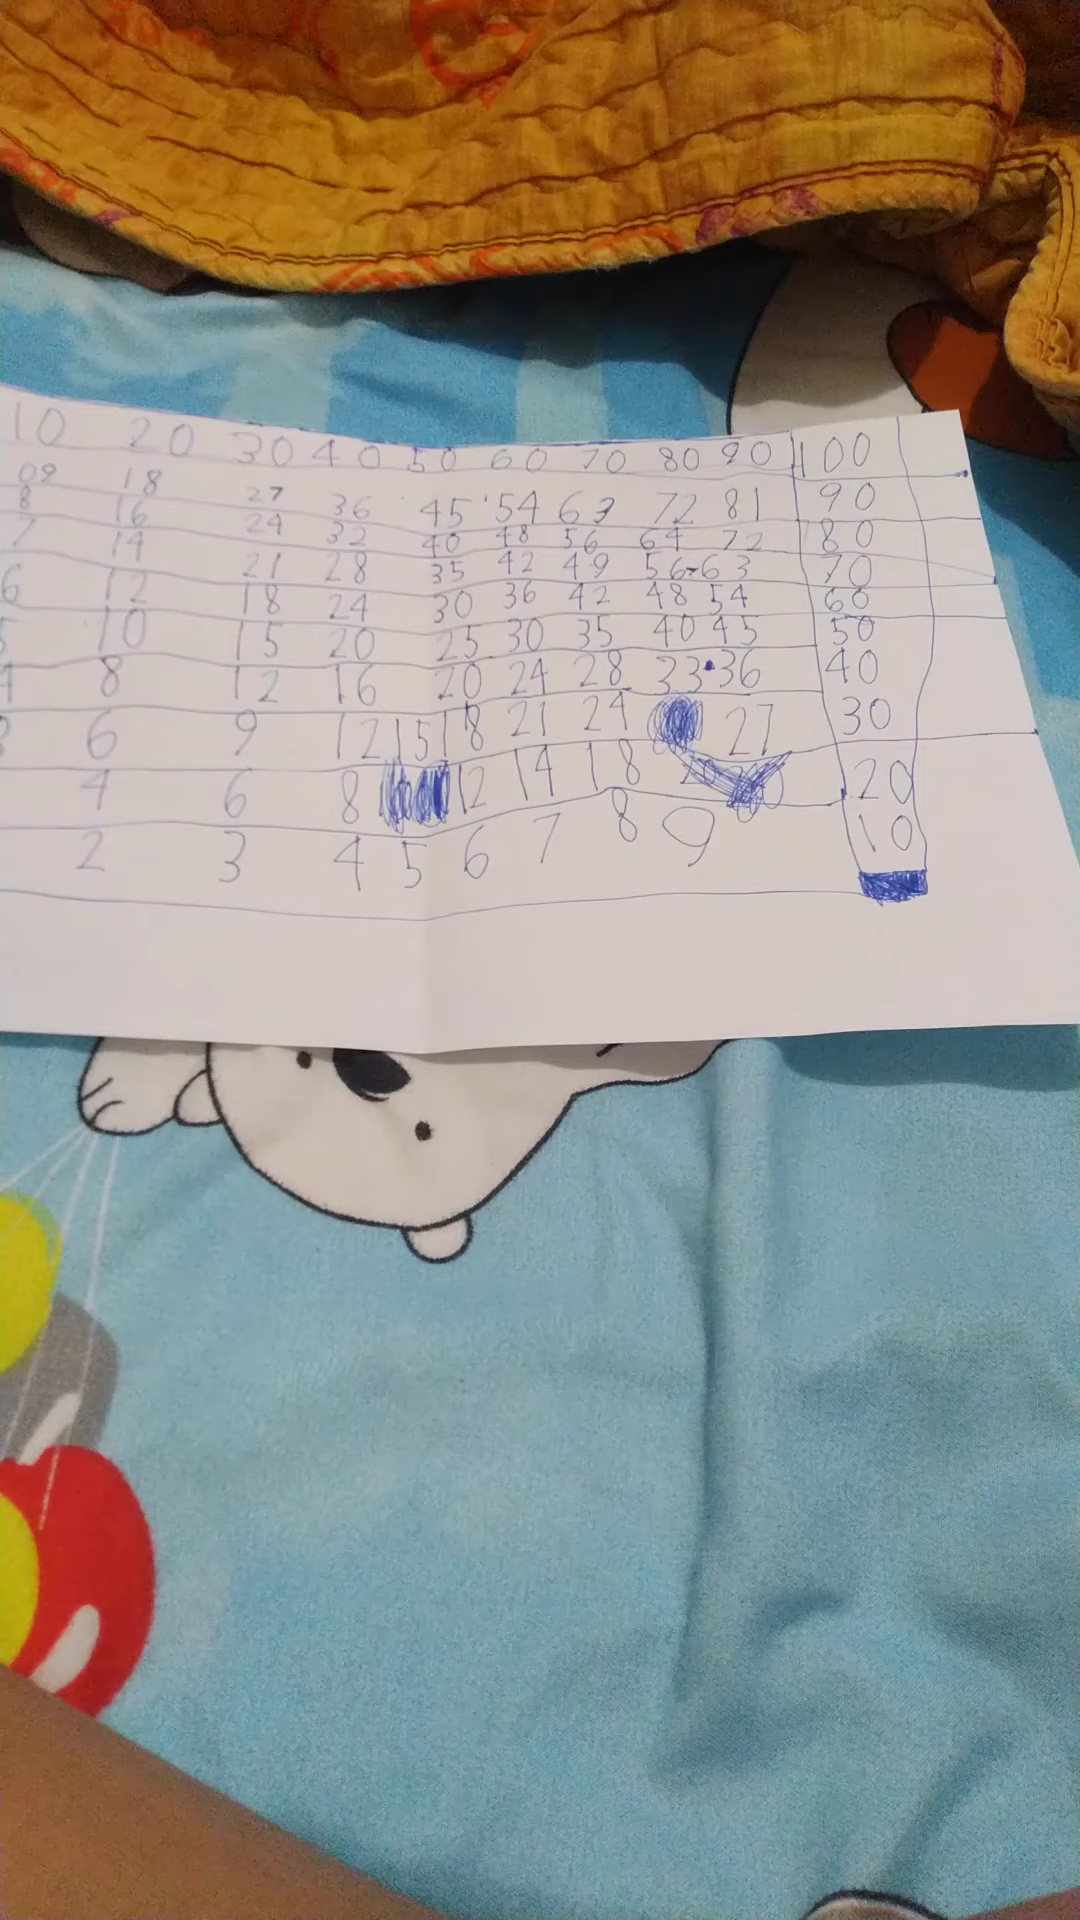 10 20 30 40 50 60 70 80 90 100
09 18 27 36 45 54 63 72 81 90
8 16 24 32 40 48 56 64 72 80
7 14 21 28 35 42 49 56 63 70
6 12 18 24 30 36 42 48 54 60
5 10 15 20 25 30 35 40 45 50
4 8 12 16 20 24 28 33 36 40
3 6 9 12 15 18 21 24 27 30
4 6 8 12 14 18 20
2 3 4 5 6 7 8 9 10